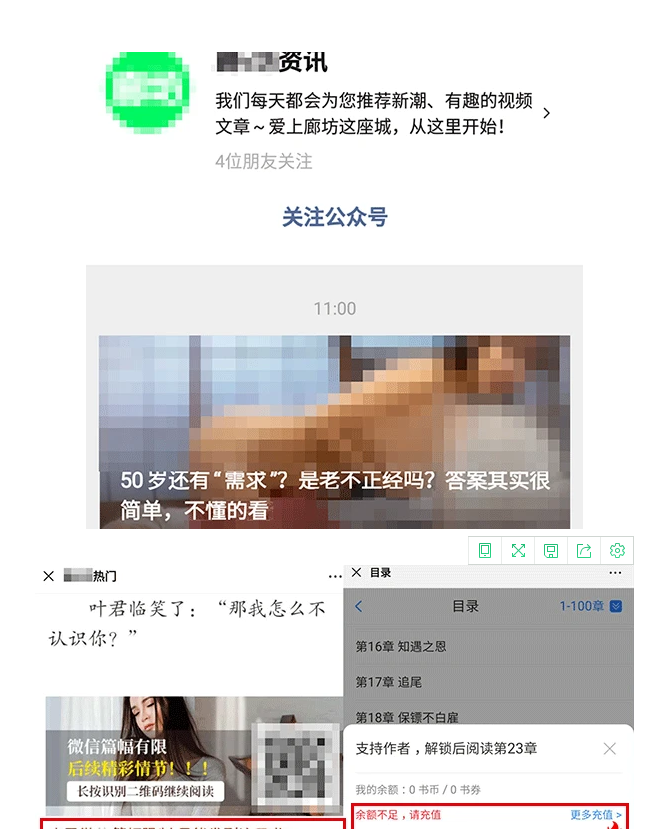 资讯
我们每天都会为您推荐新潮、有趣的视频
文章~爱上廊坊这座城，从这里开始！
4位朋友关注
关注公众号
11:00
50岁还有“需求”？是老不正经吗？答案其实很
简单，不懂的看
热门
叶君临笑了：“那我怎么不
认识你？”
微信篇幅有限
后续精彩情节！！！
长按识别二维码继续阅读
目录
目录
1-100章
第16章 知遇之恩
第17章 追尾
第18章 保镖不白雇
支持作者，解锁后阅读第23章
我的余额：0 书币 / 0 书券
余额不足，请充值
更多充值 >